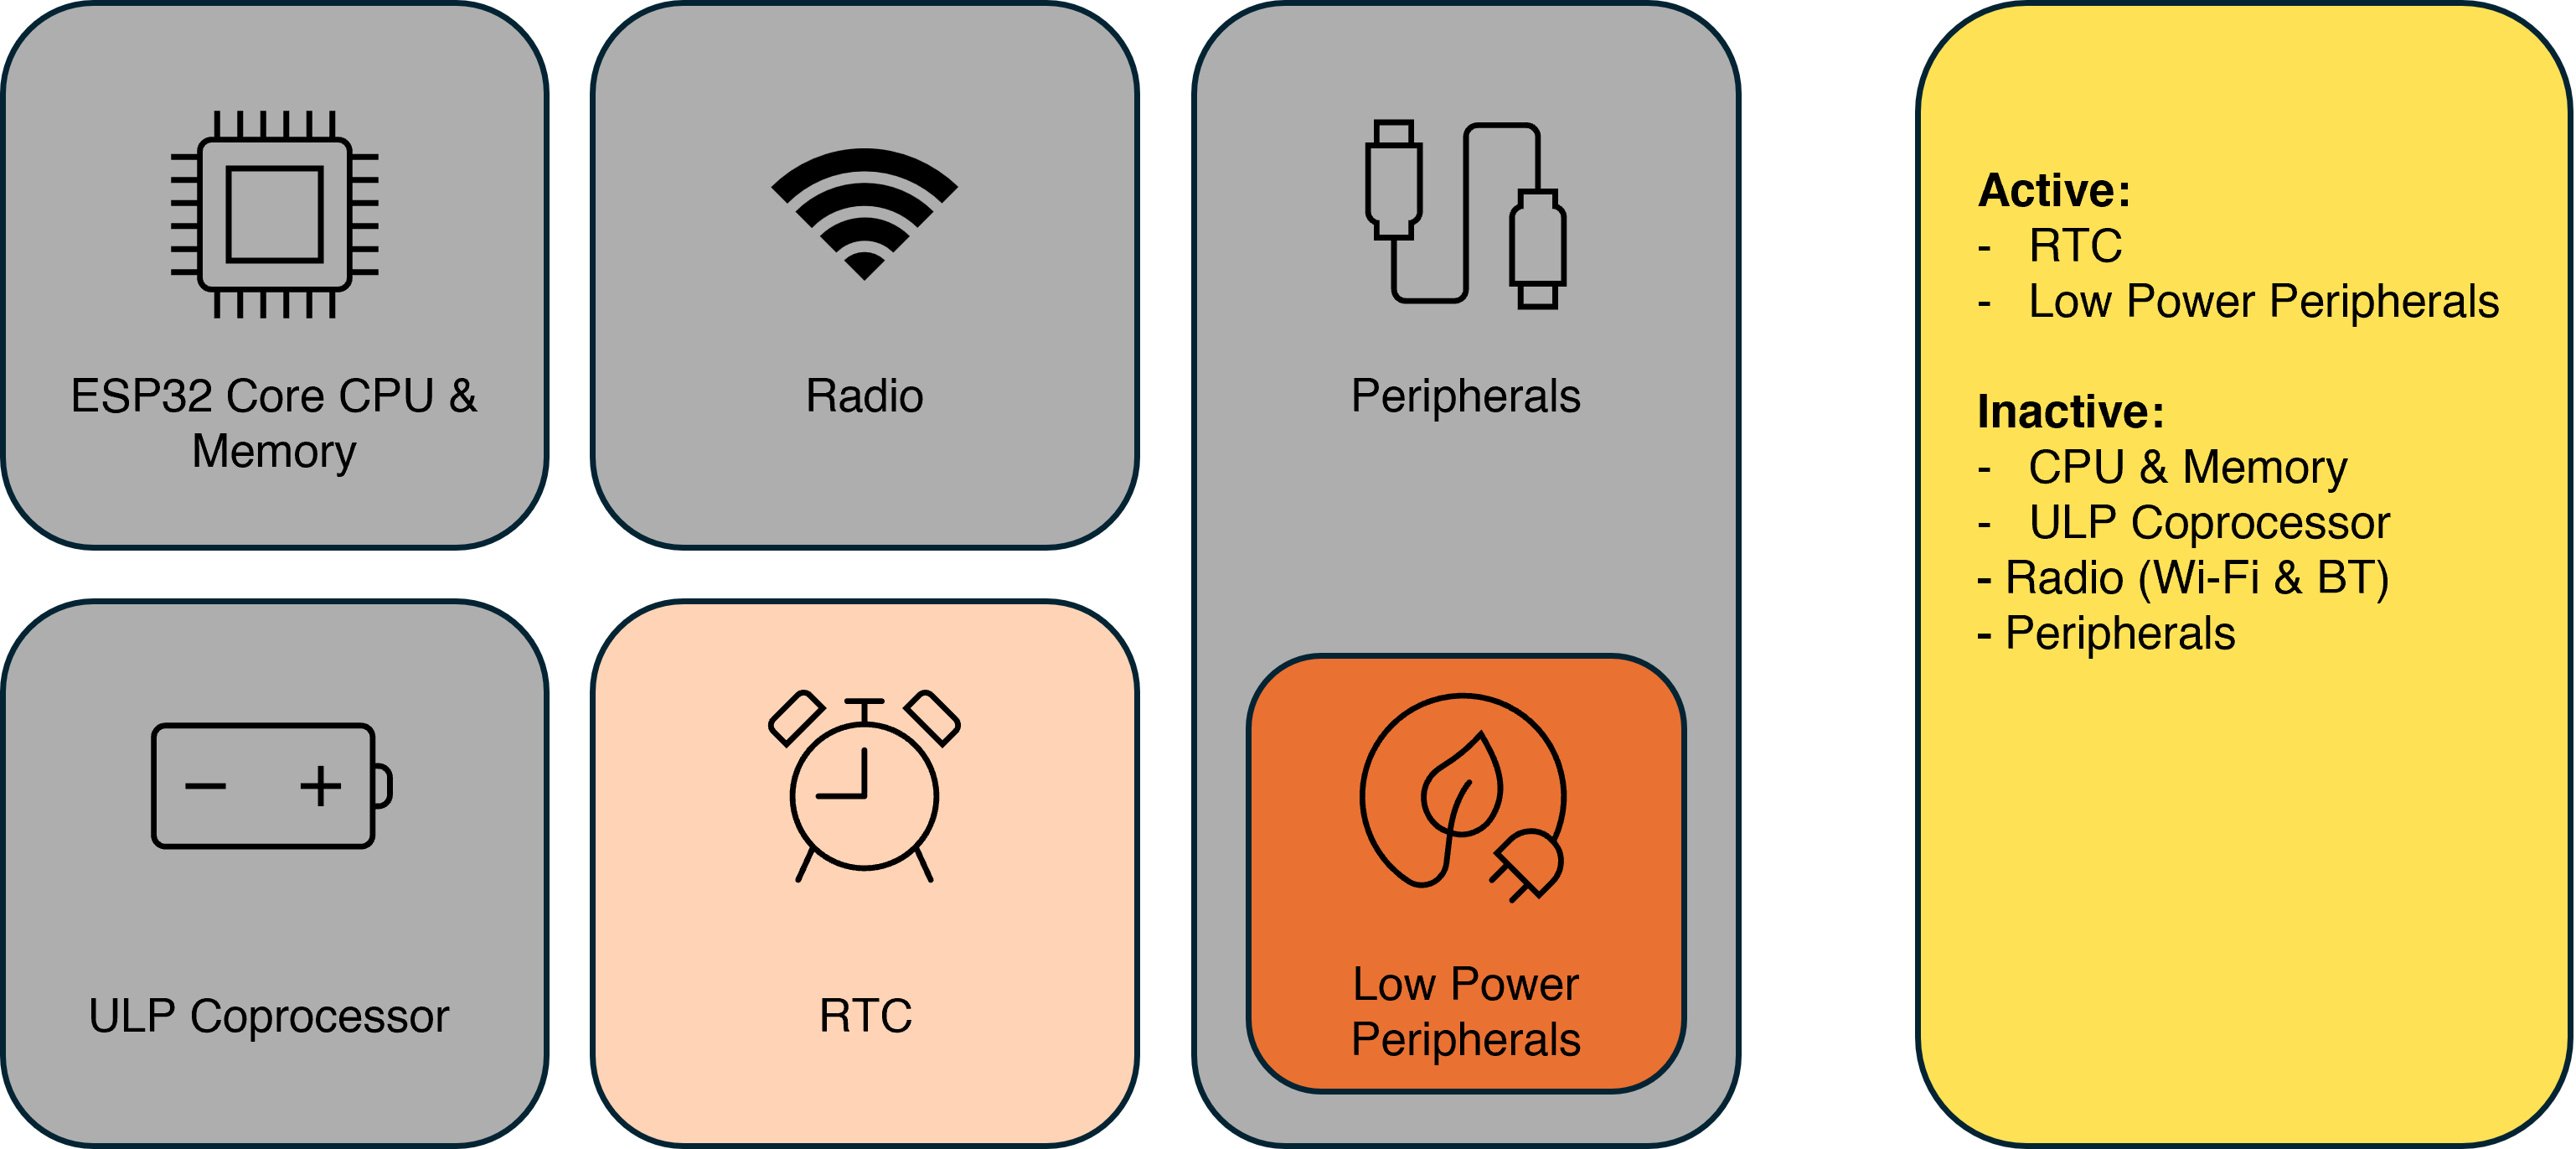 ESP32 Core CPU &
Memory
Radio
Peripherals
ULP Coprocessor
RTC
Low Power
Peripherals
Active:
- RTC
- Low Power Peripherals
Inactive:
- CPU & Memory
- ULP Coprocessor
- Radio (Wi-Fi & BT)
- Peripherals